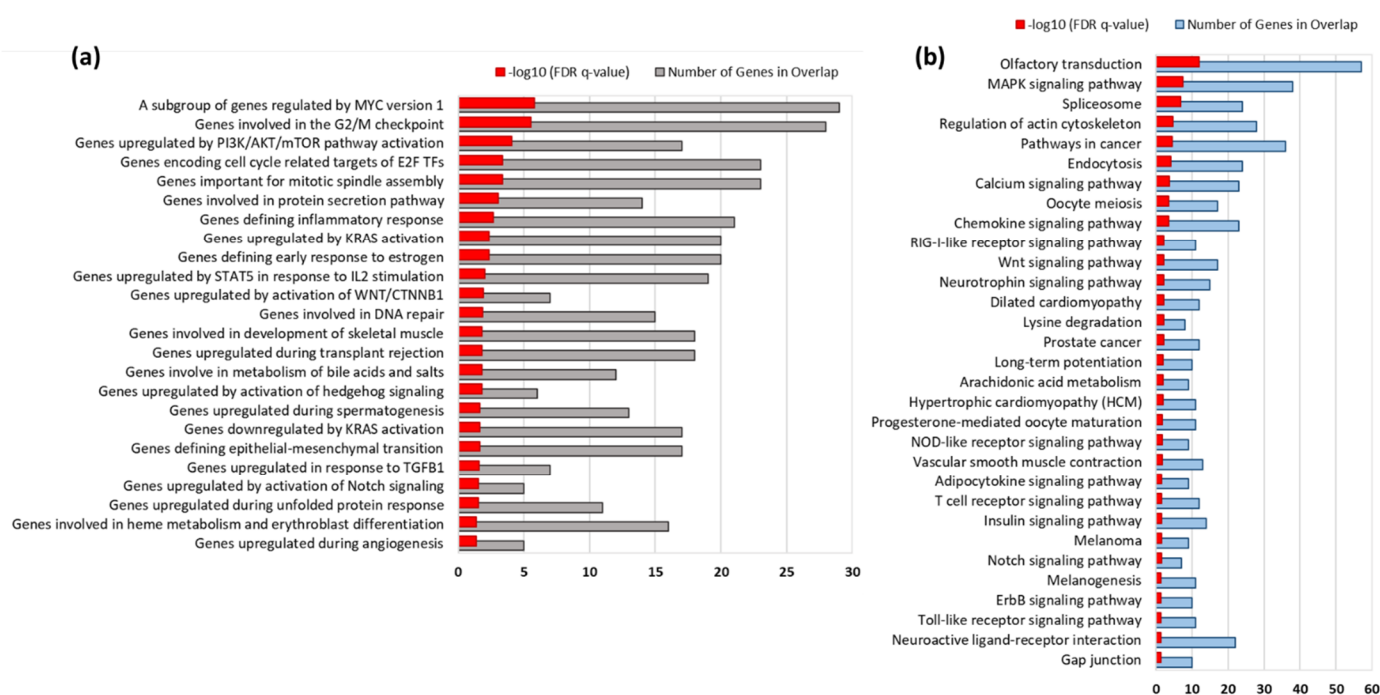 (a)
-log10 (FDR q-value) Number of Genes in Overlap
A subgroup of genes regulated by MYC version 1
Genes involved in the G2/M checkpoint
Genes upregulated by PI3K/AKT/mTOR pathway activation
Genes encoding cell cycle related targets of E2F TFs
Genes important for mitotic spindle assembly
Genes involved in protein secretion pathway
Genes defining inflammatory response
Genes upregulated by KRAS activation
Genes defining early response to estrogen
Genes upregulated by STAT5 in response to IL2 stimulation
Genes upregulated by activation of WNT/CTNNB1
Genes involved in DNA repair
Genes involved in development of skeletal muscle
Genes upregulated during transplant rejection
Genes involve in metabolism of bile acids and salts
Genes upregulated by activation of hedgehog signaling
Genes upregulated during spermatogenesis
Genes downregulated by KRAS activation
Genes defining epithelial-mesenchymal transition
Genes upregulated in response to TGFB1
Genes upregulated by activation of Notch signaling
Genes upregulated during unfolded protein response
Genes involved in heme metabolism and erythroblast differentiation
Genes upregulated during angiogenesis
0 5 10 15 20 25 30
(b)
-log10 (FDR q-value) Number of Genes in Overlap
Olfactory transduction
MAPK signaling pathway
Spliceosome
Regulation of actin cytoskeleton
Pathways in cancer
Endocytosis
Calcium signaling pathway
Oocyte meiosis
Chemokine signaling pathway
RIG-I-like receptor signaling pathway
Wnt signaling pathway
Neurotrophin signaling pathway
Dilated cardiomyopathy
Lysine degradation
Prostate cancer
Long-term potentiation
Arachidonic acid metabolism
Hypertrophic cardiomyopathy (HCM)
Progesterone-mediated oocyte maturation
NOD-like receptor signaling pathway
Vascular smooth muscle contraction
Adipocytokine signaling pathway
T cell receptor signaling pathway
Insulin signaling pathway
Melanoma
Notch signaling pathway
Melanogenesis
ErbB signaling pathway
Toll-like receptor signaling pathway
Neuroactive ligand-receptor interaction
Gap junction
0 10 20 30 40 50 60